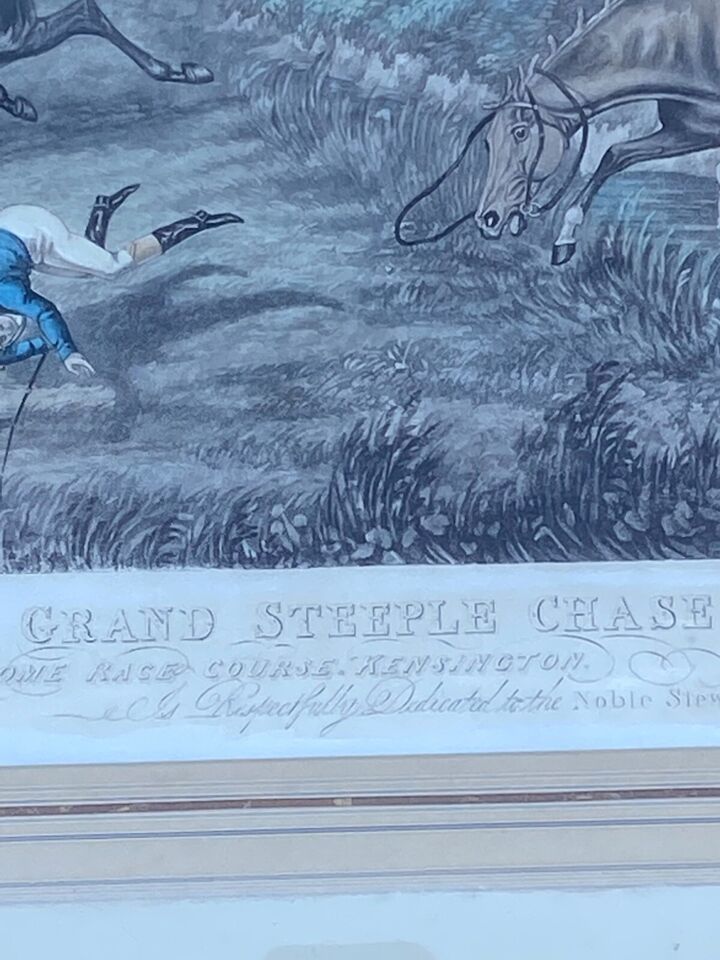 GRAND STEEPLE CHASE
OME RACE COURSE. KENSINGTON.
Is Respectfully Dedicated to the Noble Stew